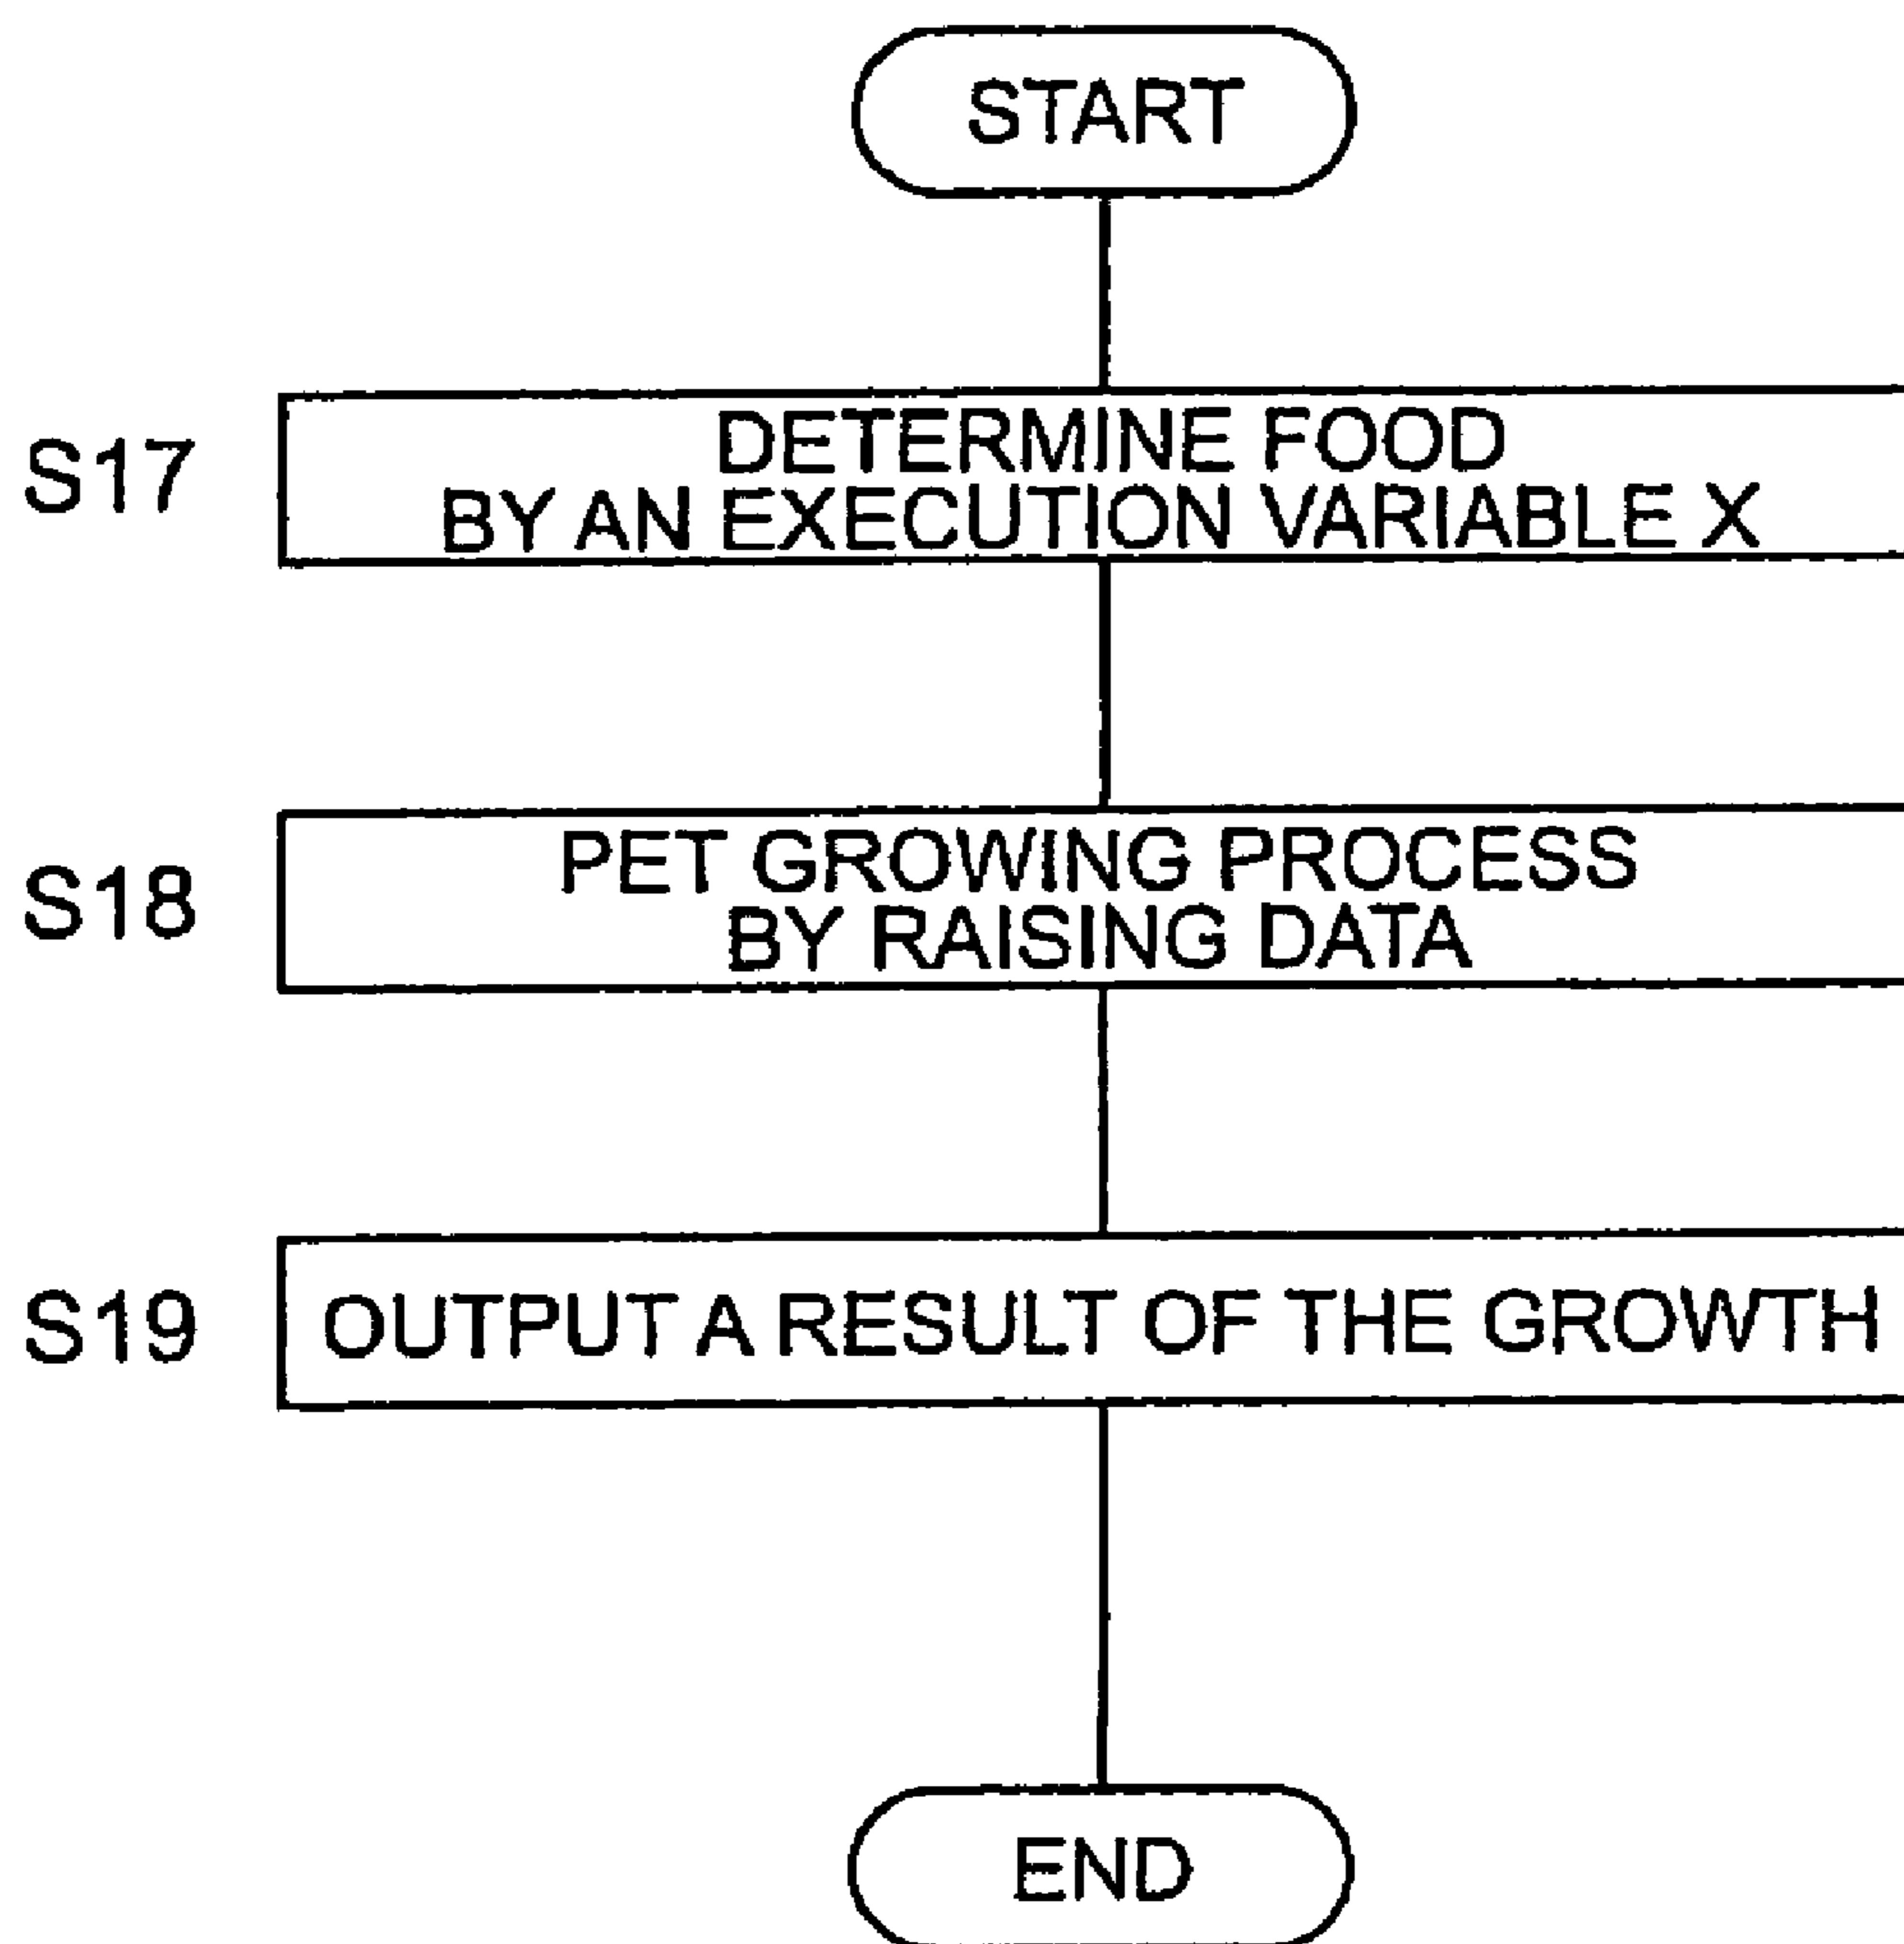 START
S17
DETERMINE FOOD
BY AN EXECUTION VARIABLE X
S18
PET GROWING PROCESS
BY RAISING DATA
S19
OUTPUT A RESULT OF THE GROWTH
END